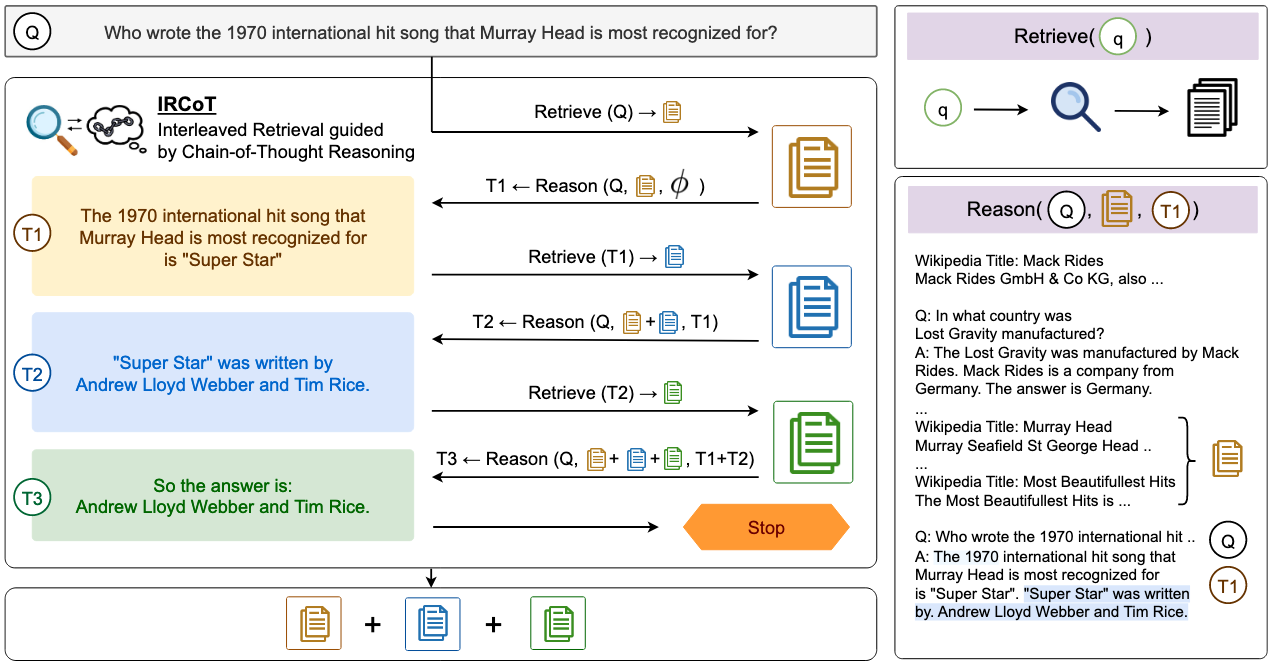 Q
Who wrote the 1970 international hit song that Murray Head is most recognized for?
IRCoT
Interleaved Retrieval guided
by Chain-of-Thought Reasoning
Retrieve (Q) →
T1 ← Reason (Q, , ϕ )
T1
The 1970 international hit song that
Murray Head is most recognized for
is "Super Star"
Retrieve (T1) →
T2 ← Reason (Q, + , T1)
T2
"Super Star" was written by
Andrew Lloyd Webber and Tim Rice.
Retrieve (T2) →
T3 ← Reason (Q, + + , T1+T2)
T3
So the answer is:
Andrew Lloyd Webber and Tim Rice.
Stop
+ +
Retrieve( q )
q
Reason( Q , , T1 )
Wikipedia Title: Mack Rides
Mack Rides GmbH & Co KG, also ...
Q: In what country was
Lost Gravity manufactured?
A: The Lost Gravity was manufactured by Mack
Rides. Mack Rides is a company from
Germany. The answer is Germany.
...
Wikipedia Title: Murray Head
Murray Seafield St George Head ..
...
Wikipedia Title: Most Beautifullest Hits
The Most Beautifullest Hits is ...
Q: Who wrote the 1970 international hit ..
Q
A: The 1970 international hit song that
Murray Head is most recognized for
T1
is "Super Star". "Super Star" was written
by. Andrew Lloyd Webber and Tim Rice.